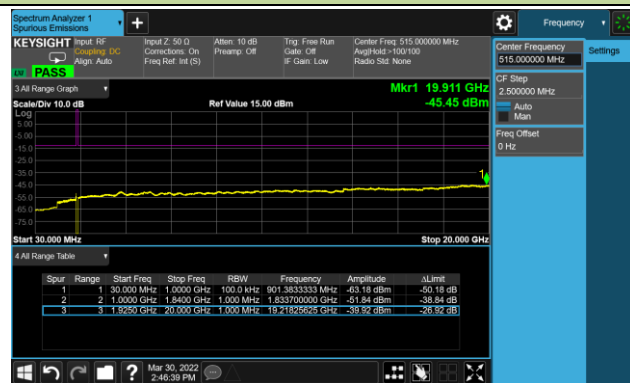 Spectrum Analyzer 1
Spurious Emissions
Frequency
KEYSIGHT Input: RF
Coupling: DC
Align: Auto
Input Z: 50 Ω
Corrections: On
Freq Ref: Int (S)
Atten: 10 dB
Preamp: Off
Trig: Free Run
Gate: Off
IF Gain: Low
Center Freq: 515.000000 MHz
Avg|Hold:>100/100
Radio Std: None
PASS
Center Frequency
515.000000 MHz
Settings
CF Step
2.500000 MHz
Auto
Man
Freq Offset
0 Hz
3 All Range Graph
Mkr1 19.911 GHz
Scale/Div 10.0 dB
Ref Value 15.00 dBm
-45.45 dBm
Log
5.00
-5.00
-15.0
-25.0
-35.0
-45.0
-55.0
-65.0
-75.0
1
Start 30.000 MHz
Stop 20.000 GHz
4 All Range Table
Spur Range Start Freq Stop Freq RBW Frequency Amplitude ΔLimit
1 1 30.000 MHz 1.0000 GHz 100.0 kHz 901.3833333 MHz -63.18 dBm -50.18 dB
2 2 1.0000 GHz 1.8400 GHz 1.000 MHz 1.833700000 GHz -51.84 dBm -38.84 dB
3 3 1.9250 GHz 20.000 GHz 1.000 MHz 19.21825625 GHz -39.92 dBm -26.92 dB
Mar 30, 2022
2:46:39 PM